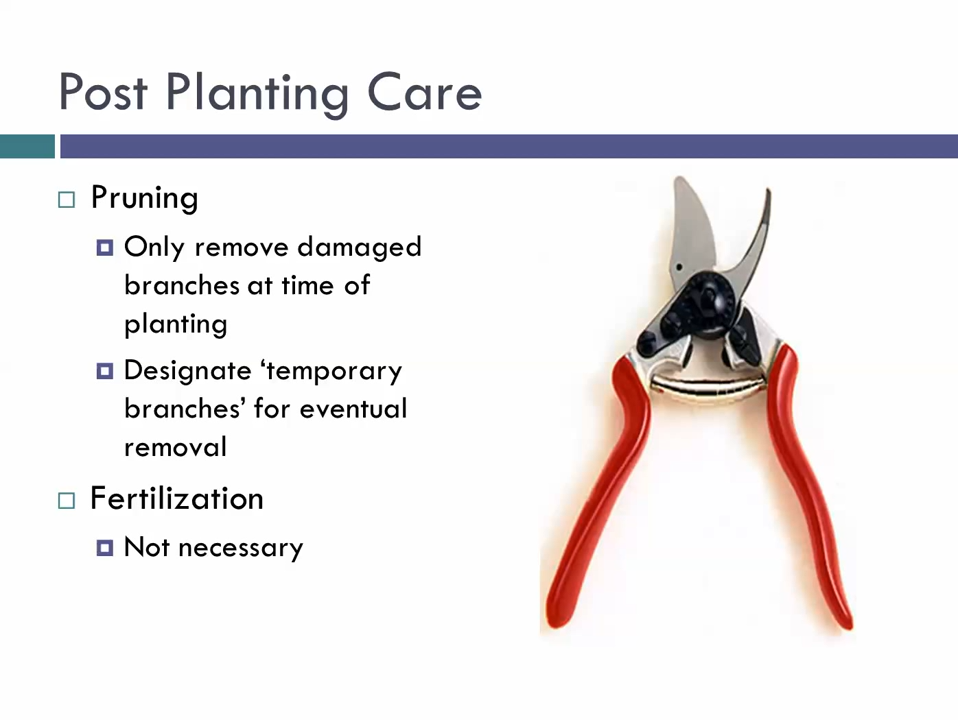 Post Planting Care
Pruning
Only remove damaged
branches at time of
planting
Designate ‘temporary
branches’ for eventual
removal
Fertilization
Not necessary